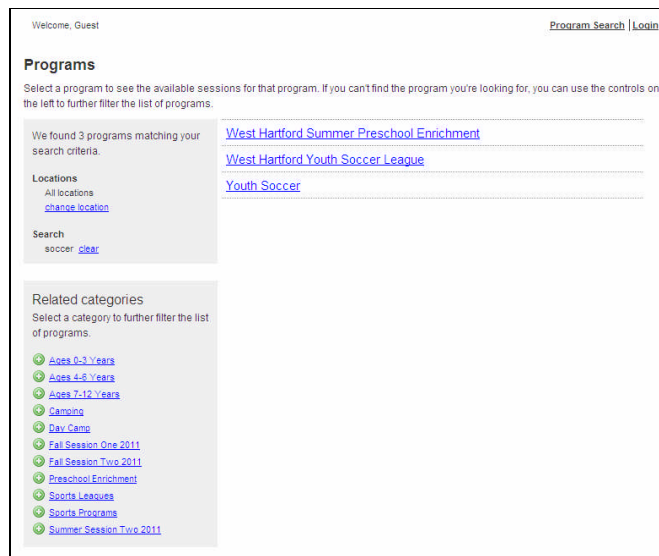 Welcome, Guest
Program Search | Login
Programs
Select a program to see the available sessions for that program. If you can't find the program you're looking for, you can use the controls on
the left to further filter the list of programs.
We found 3 programs matching your
search criteria.
Locations
All locations
change location
Search
soccer clear
West Hartford Summer Preschool Enrichment
West Hartford Youth Soccer League
Youth Soccer
Related categories
Select a category to further filter the list
of programs.
Ages 0-3 Years
Ages 4-6 Years
Ages 7-12 Years
Camping
Day Camp
Fall Session One 2011
Fall Session Two 2011
Preschool Enrichment
Sports Leagues
Sports Programs
Summer Session Two 2011